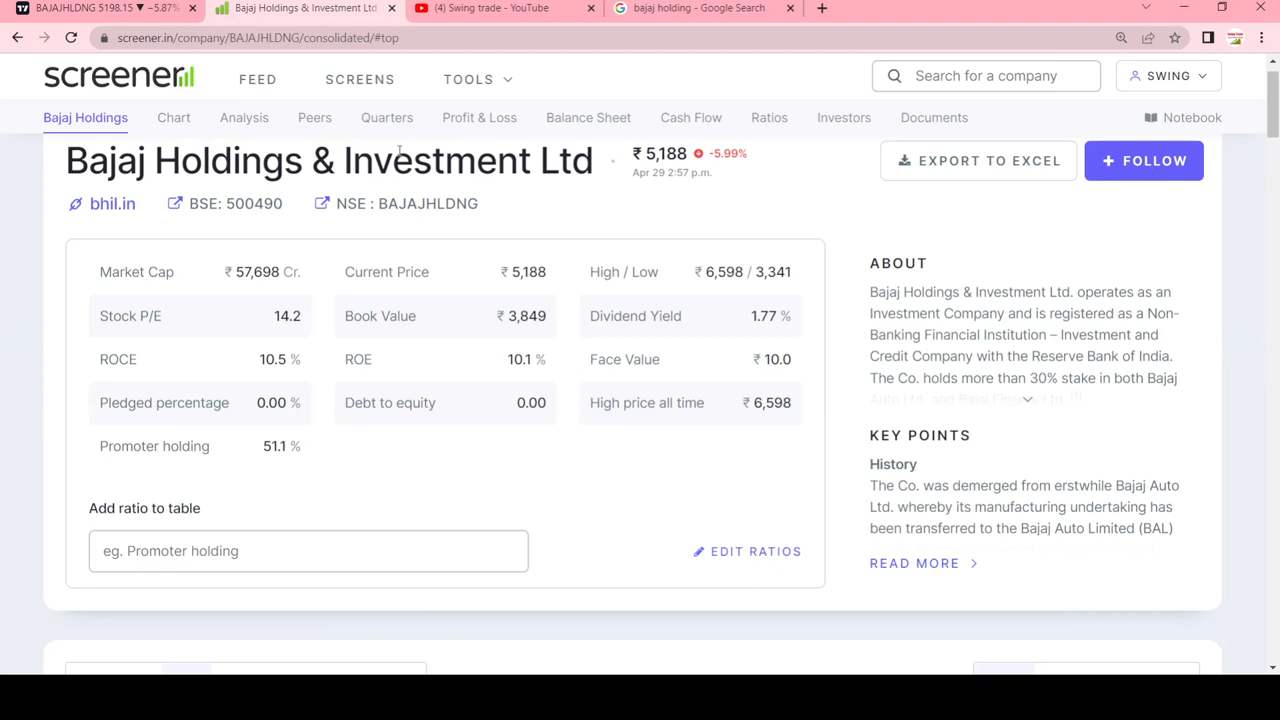 BAJAJHLDNG 5198.15 ▼ −5.87%
Bajaj Holdings & Investment Ltd
(4) Swing trade - YouTube
bajaj holding - Google Search
screener.in/company/BAJAJHLDNG/consolidated/#top
screener
FEED
SCREENS
TOOLS
Search for a company
SWING
Bajaj Holdings
Chart
Analysis
Peers
Quarters
Profit & Loss
Balance Sheet
Cash Flow
Ratios
Investors
Documents
Notebook
Bajaj Holdings & Investment Ltd
₹ 5,188 -5.99%
Apr 29 2:57 p.m.
EXPORT TO EXCEL
+ FOLLOW
bhil.in
BSE: 500490
NSE : BAJAJHLDNG
Market Cap ₹ 57,698 Cr.
Current Price ₹ 5,188
High / Low ₹ 6,598 / 3,341
Stock P/E 14.2
Book Value ₹ 3,849
Dividend Yield 1.77 %
ROCE 10.5 %
ROE 10.1 %
Face Value ₹ 10.0
Pledged percentage 0.00 %
Debt to equity 0.00
High price all time ₹ 6,598
Promoter holding 51.1 %
Add ratio to table
eg. Promoter holding
EDIT RATIOS
ABOUT
Bajaj Holdings & Investment Ltd. operates as an
Investment Company and is registered as a Non-
Banking Financial Institution – Investment and
Credit Company with the Reserve Bank of India.
The Co. holds more than 30% stake in both Bajaj
Auto Ltd. and Bajaj Finserv Ltd.
KEY POINTS
History
The Co. was demerged from erstwhile Bajaj Auto
Ltd. whereby its manufacturing undertaking has
been transferred to the Bajaj Auto Limited (BAL)
READ MORE